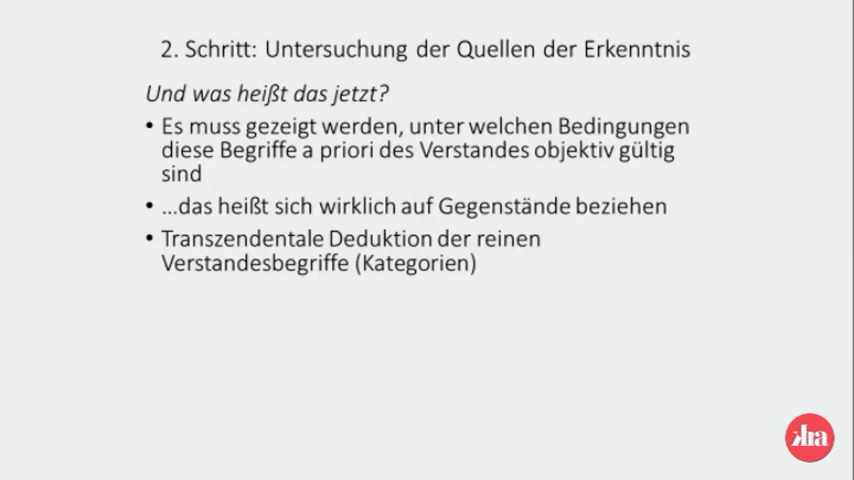 2. Schritt: Untersuchung der Quellen der Erkenntnis
Und was heißt das jetzt?
• Es muss gezeigt werden, unter welchen Bedingungen
diese Begriffe a priori des Verstandes objektiv gültig
sind
• ...das heißt sich wirklich auf Gegenstände beziehen
• Transzendentale Deduktion der reinen
Verstandesbegriffe (Kategorien)